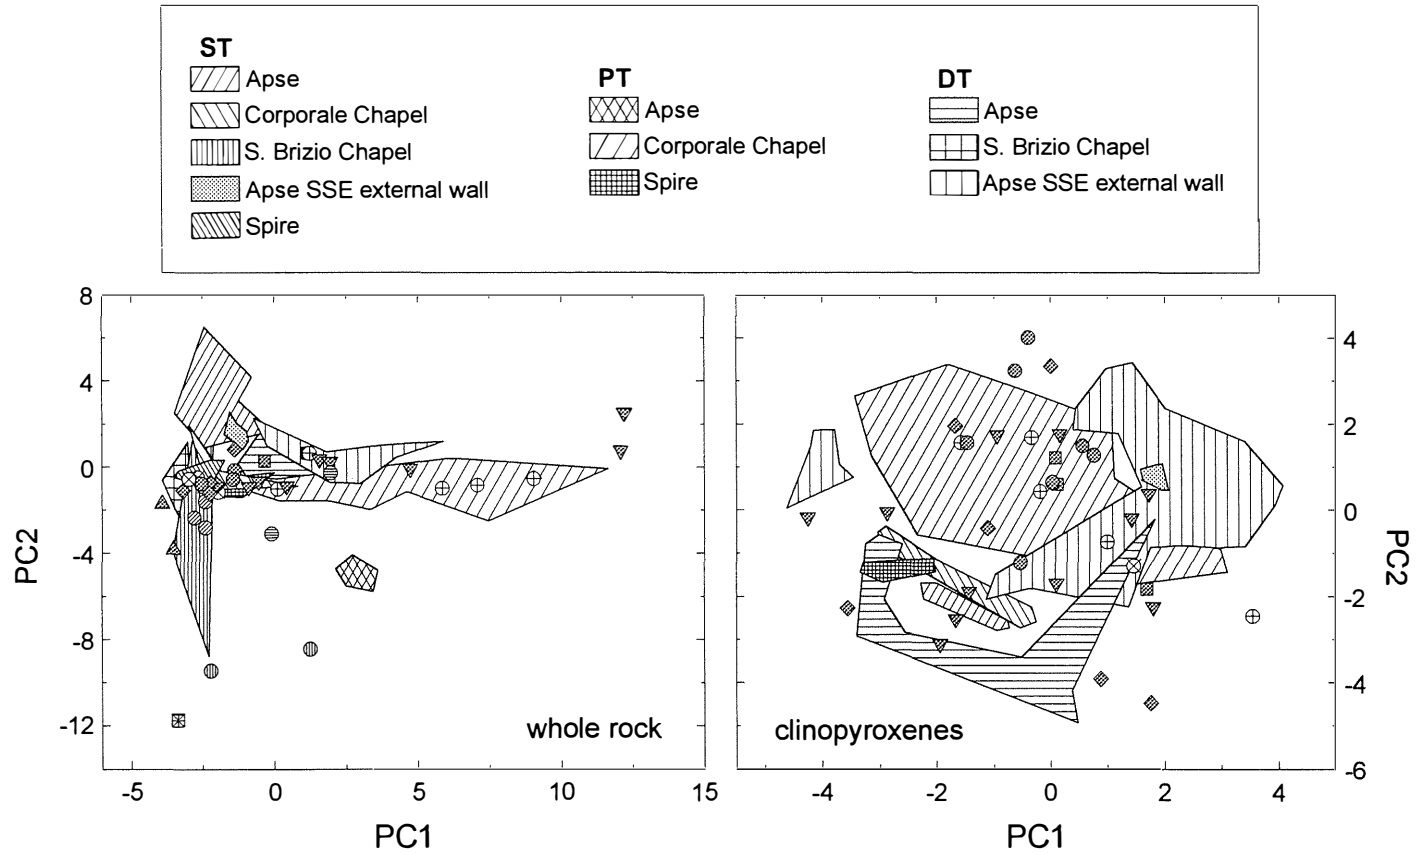 ST
Apse
Corporale Chapel
S. Brizio Chapel
Apse SSE external wall
Spire
PT
Apse
Corporale Chapel
Spire
DT
Apse
S. Brizio Chapel
Apse SSE external wall
8
4
0
-4
-8
-12
PC2
-5
0
5
10
15
PC1
whole rock
clinopyroxenes
4
2
0
-2
-4
-6
PC2
-4
-2
0
2
4
PC1